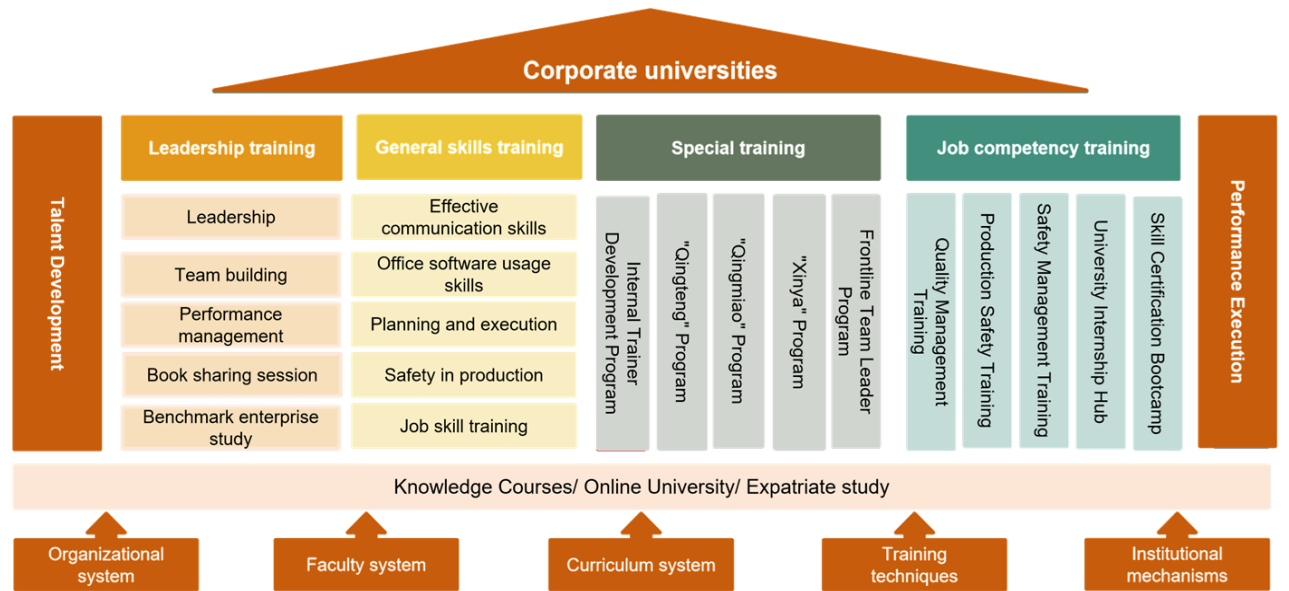 Corporate universities
Talent Development
Leadership training
Leadership
Team building
Performance
management
Book sharing session
Benchmark enterprise
study
General skills training
Effective
communication skills
Office software usage
skills
Planning and execution
Safety in production
Job skill training
Special training
Internal Trainer
Development Program
"Qingteng" Program
"Qingmiao" Program
"Xinya" Program
Frontline Team Leader
Program
Job competency training
Quality Management
Training
Production Safety Training
Safety Management Training
University Internship Hub
Skill Certification Bootcamp
Performance Execution
Knowledge Courses/ Online University/ Expatriate study
Organizational
system
Faculty system
Curriculum system
Training
techniques
Institutional
mechanisms